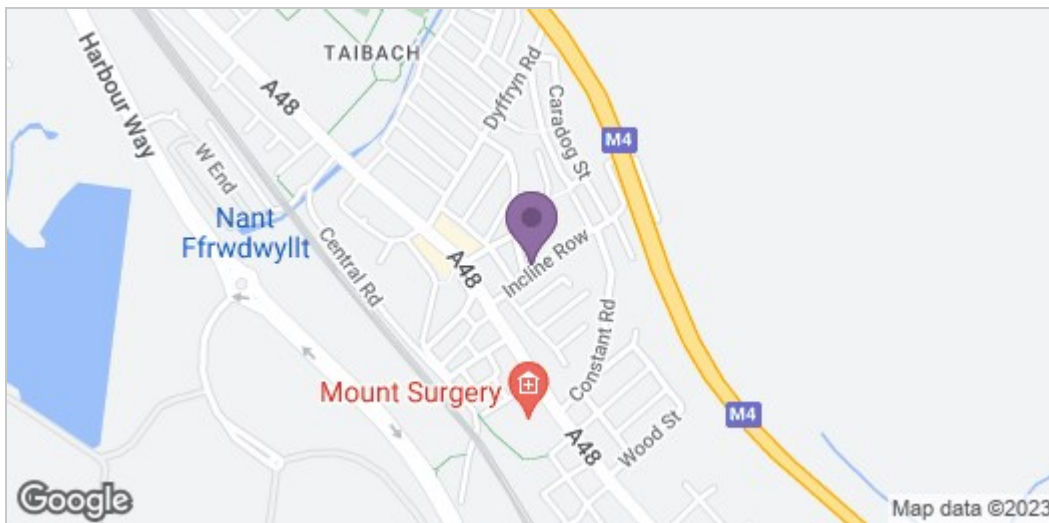 TAIBACH
Harbour Way
A48
Dyffryn Rd
Caradog St
M4
W End
Nant
Ffrwdwyllt
Central Rd
A48
Incline Row
Constant Rd
Mount Surgery
M4
A48
Wood St
Google
Map data ©2023